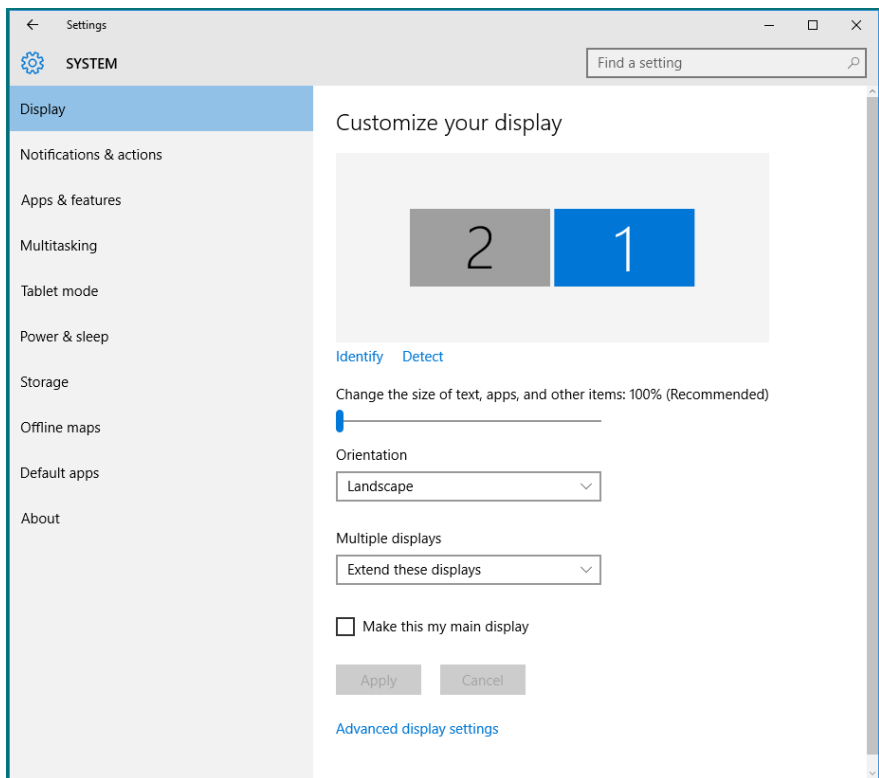 Settings
SYSTEM
Find a setting
Display
Notifications & actions
Apps & features
Multitasking
Tablet mode
Power & sleep
Storage
Offline maps
Default apps
About
Customize your display
2 1
Identify Detect
Change the size of text, apps, and other items: 100% (Recommended)
Orientation
Landscape
Multiple displays
Extend these displays
Make this my main display
Apply Cancel
Advanced display settings